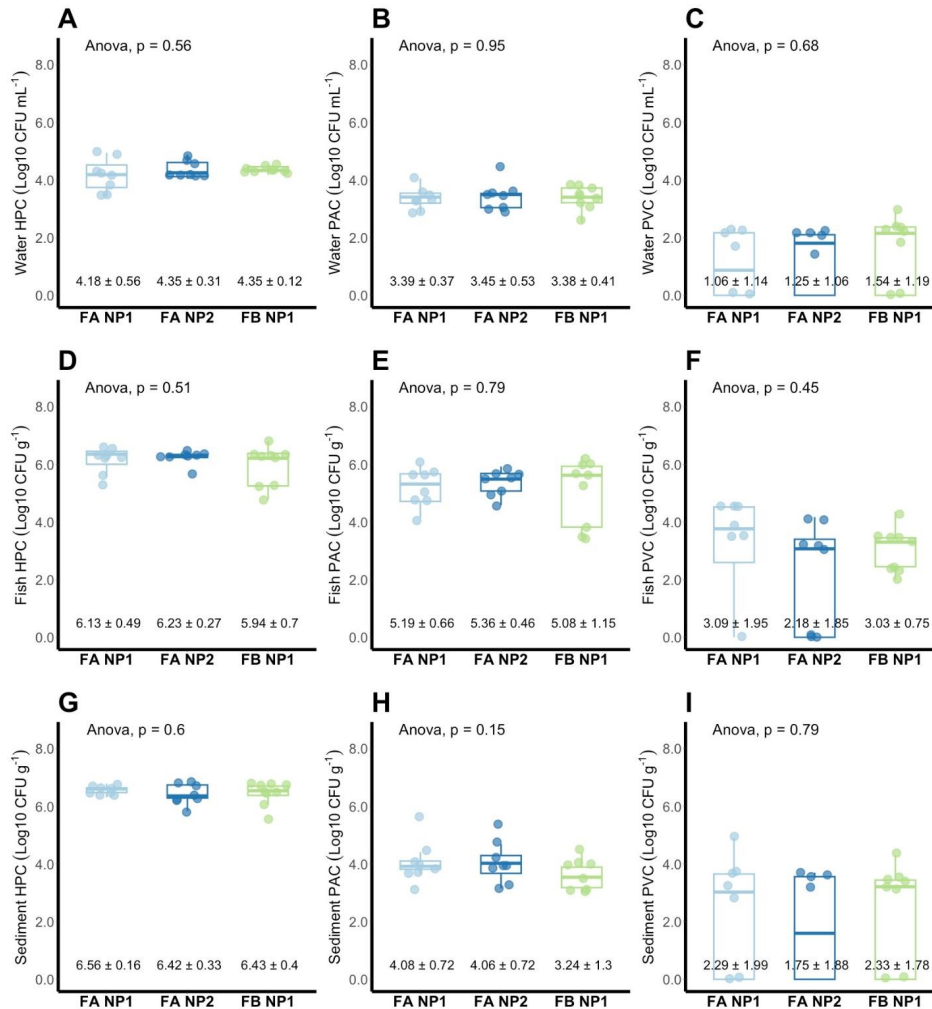 A
Anova, p = 0.56
Water HPC (Log10 CFU mL⁻¹)
8.0
6.0
4.0
2.0
0.0
4.18 ± 0.56 4.35 ± 0.31 4.35 ± 0.12
FA NP1 FA NP2 FB NP1
B
Anova, p = 0.95
Water PAC (Log10 CFU mL⁻¹)
8.0
6.0
4.0
2.0
0.0
3.39 ± 0.37 3.45 ± 0.53 3.38 ± 0.41
FA NP1 FA NP2 FB NP1
C
Anova, p = 0.68
Water PVC (Log10 CFU mL⁻¹)
8.0
6.0
4.0
2.0
0.0
1.06 ± 1.14 1.25 ± 1.06 1.54 ± 1.19
FA NP1 FA NP2 FB NP1
D
Anova, p = 0.51
Fish HPC (Log10 CFU g⁻¹)
8.0
6.0
4.0
2.0
0.0
6.13 ± 0.49 6.23 ± 0.27 5.94 ± 0.7
FA NP1 FA NP2 FB NP1
E
Anova, p = 0.79
Fish PAC (Log10 CFU g⁻¹)
8.0
6.0
4.0
2.0
0.0
5.19 ± 0.66 5.36 ± 0.46 5.08 ± 1.15
FA NP1 FA NP2 FB NP1
F
Anova, p = 0.45
Fish PVC (Log10 CFU g⁻¹)
8.0
6.0
4.0
2.0
0.0
3.09 ± 1.95 2.18 ± 1.85 3.03 ± 0.75
FA NP1 FA NP2 FB NP1
G
Anova, p = 0.6
Sediment HPC (Log10 CFU g⁻¹)
8.0
6.0
4.0
2.0
0.0
6.56 ± 0.16 6.42 ± 0.33 6.43 ± 0.4
FA NP1 FA NP2 FB NP1
H
Anova, p = 0.15
Sediment PAC (Log10 CFU g⁻¹)
8.0
6.0
4.0
2.0
0.0
4.08 ± 0.72 4.06 ± 0.72 3.24 ± 1.3
FA NP1 FA NP2 FB NP1
I
Anova, p = 0.79
Sediment PVC (Log10 CFU g⁻¹)
8.0
6.0
4.0
2.0
0.0
2.29 ± 1.99 1.75 ± 1.88 2.33 ± 1.78
FA NP1 FA NP2 FB NP1